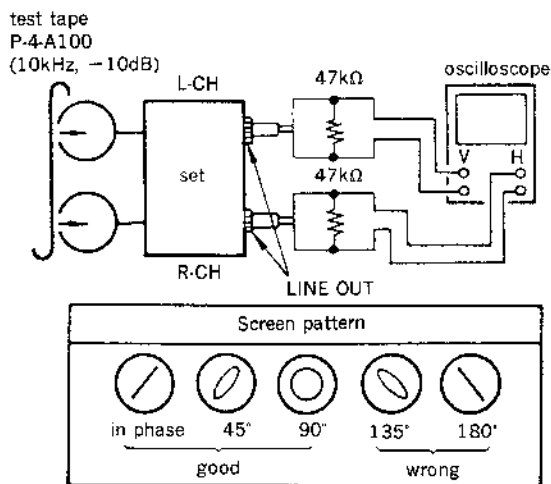 test tape
P-4-A100
(10kHz, −10dB)
L-CH
47kΩ
oscilloscope
set
V H
47kΩ
R-CH
LINE OUT
Screen pattern
in phase 45° 90° 135° 180°
good wrong